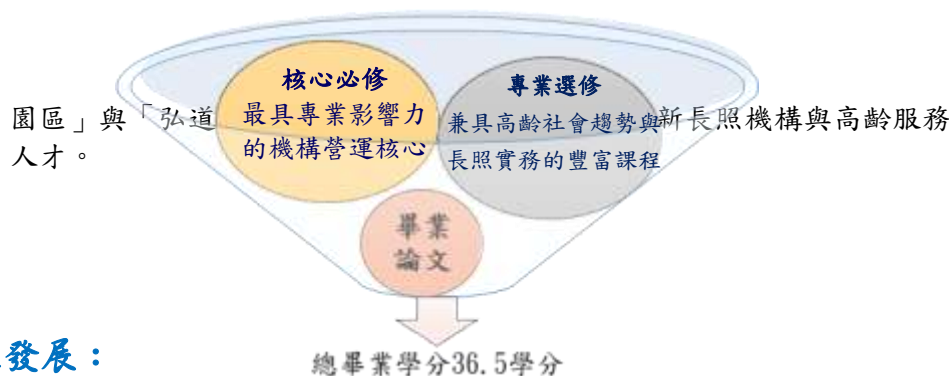 核心必修
最具專業影響力
的機構營運核心
專業選修
兼具高齡社會趨勢與
長照實務的豐富課程
園區」與「弘道
新長照機構與高齡服務
人才。
畢業
論文
總畢業學分36.5學分
發展：